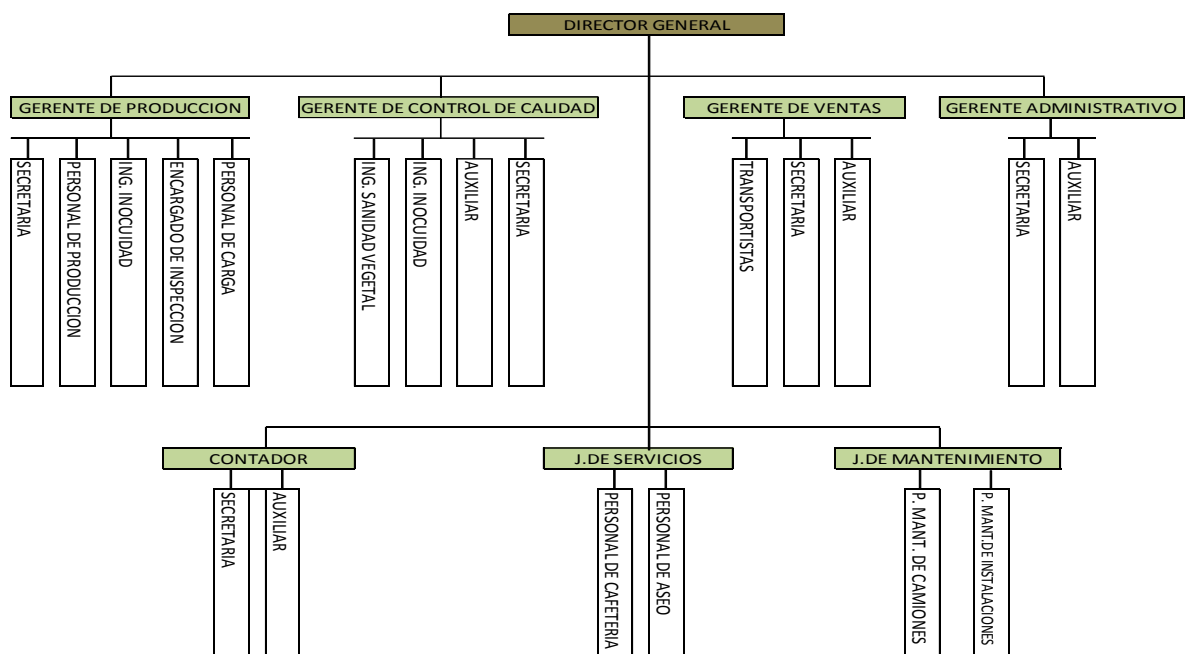 DIRECTOR GENERAL
GERENTE DE PRODUCCION
GERENTE DE CONTROL DE CALIDAD
GERENTE DE VENTAS
GERENTE ADMINISTRATIVO
SECRETARIA
PERSONAL DE PRODUCCION
ING. INOCUIDAD
ENCARGADO DE INSPECCION
PERSONAL DE CARGA
ING. SANIDAD VEGETAL
ING. INOCUIDAD
AUXILIAR
SECRETARIA
TRANSPORTISTAS
SECRETARIA
AUXILIAR
SECRETARIA
AUXILIAR
CONTADOR
J.DE SERVICIOS
J.DE MANTENIMIENTO
SECRETARIA
AUXILIAR
PERSONAL DE CAFETERIA
PERSONAL DE ASEO
P. MANT. DE CAMIONES
P. MANT.DE INSTALACIONES